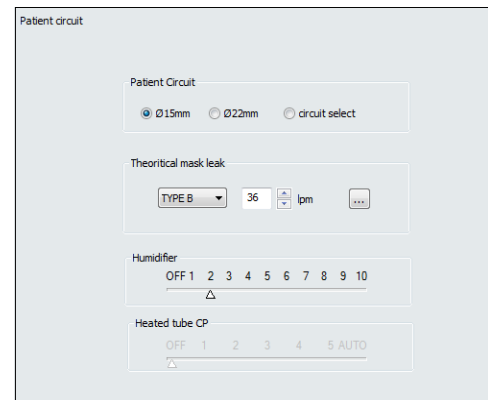 Patient circuit
Patient Circuit
Ø15mm Ø22mm circuit select
Theoritical mask leak
TYPE B 36 lpm ...
Humidifier
OFF 1 2 3 4 5 6 7 8 9 10
Heated tube CP
OFF 1 2 3 4 5 AUTO